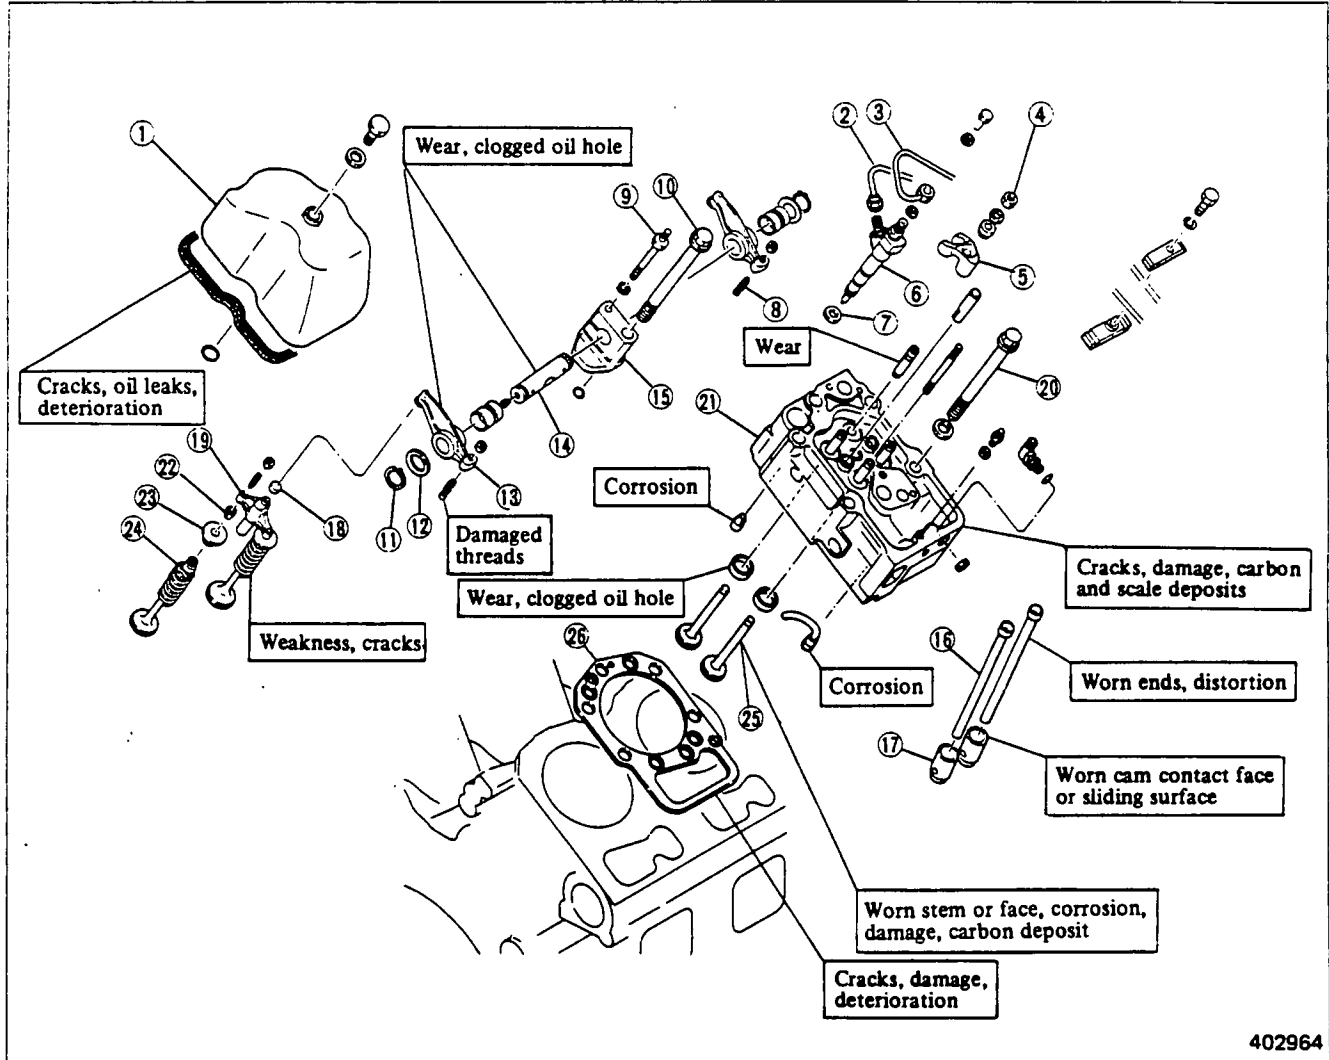 1
2
3
4
Wear, clogged oil hole
9
10
5
6
8
7
Wear
Cracks, oil leaks,
deterioration
15
20
21
19
14
22
23
18
13
Corrosion
24
11
12
Damaged
threads
Cracks, damage, carbon
and scale deposits
Wear, clogged oil hole
Weakness, cracks
26
16
Corrosion
Worn ends, distortion
25
17
Worn cam contact face
or sliding surface
Worn stem or face, corrosion,
damage, carbon deposit
Cracks, damage,
deterioration
402964